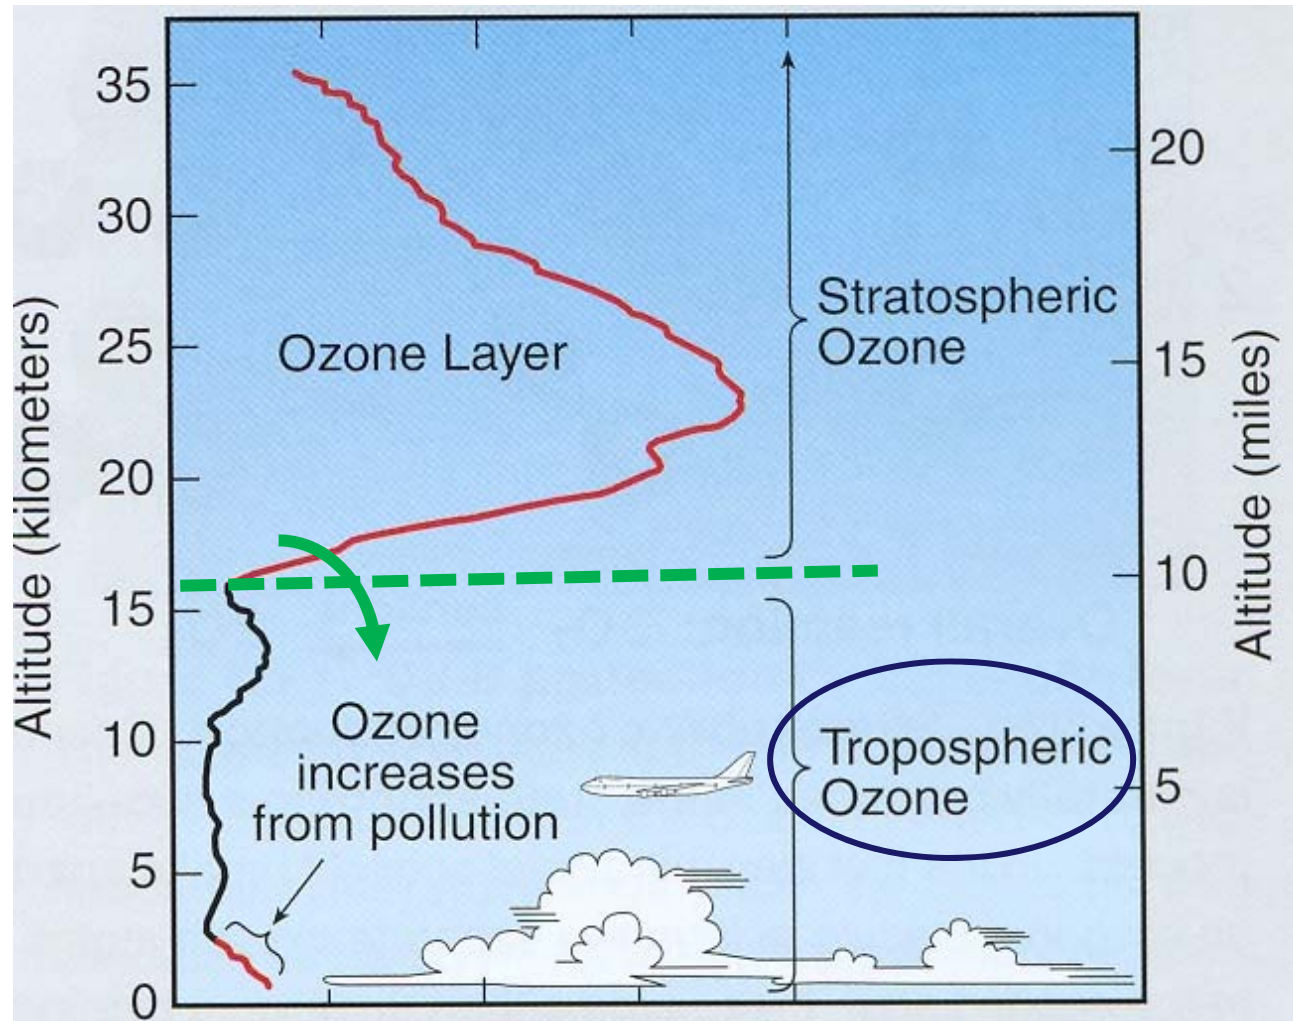 35
30
25
20
15
10
5
0
Altitude (kilometers)
Ozone Layer
Stratospheric
Ozone
Ozone
increases
from pollution
Tropospheric
Ozone
20
15
10
5
Altitude (miles)